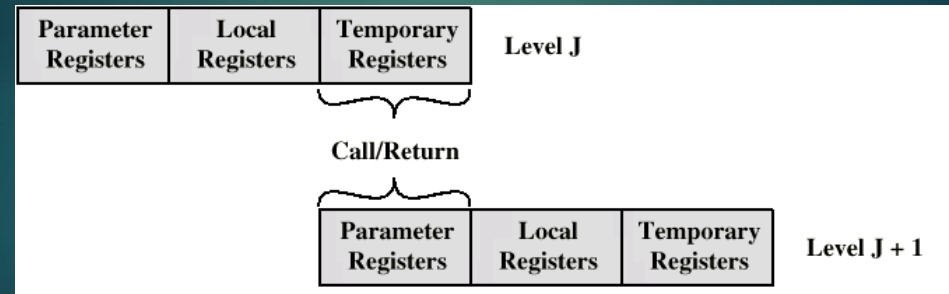 Parameter
Registers
Local
Registers
Temporary
Registers
Level J
Call/Return
Parameter
Registers
Local
Registers
Temporary
Registers
Level J + 1